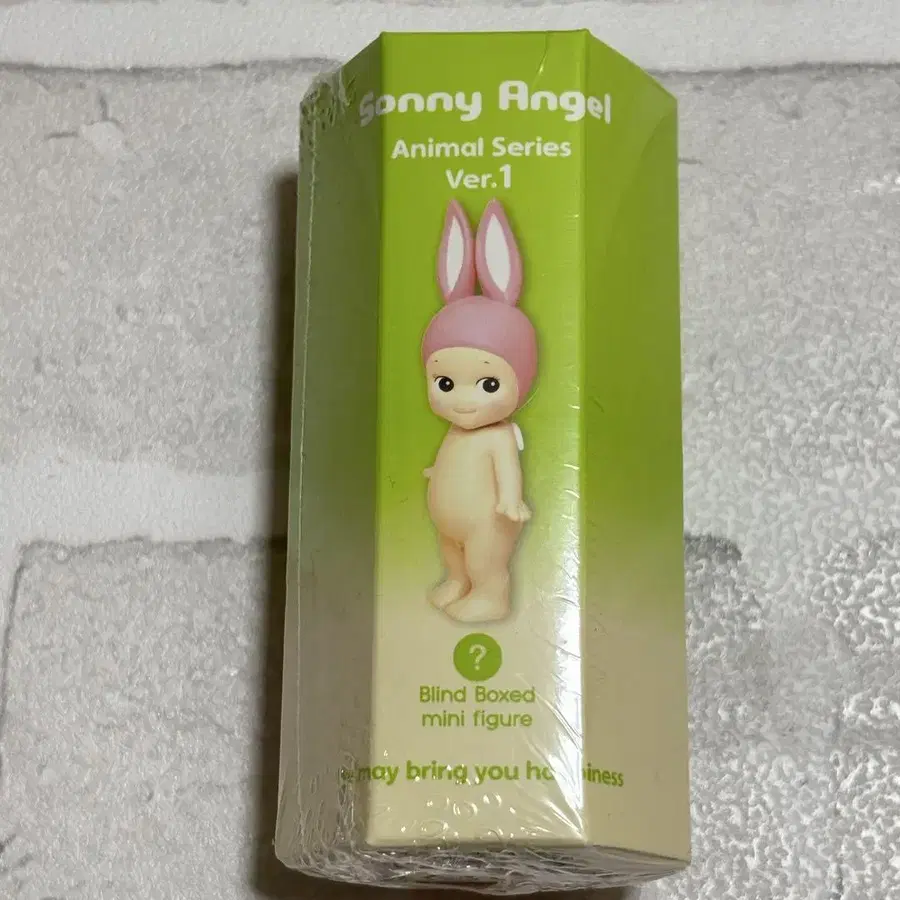 Sonny Angel
Animal Series
Ver.1
?
Blind Boxed
mini figure
may bring you happiness